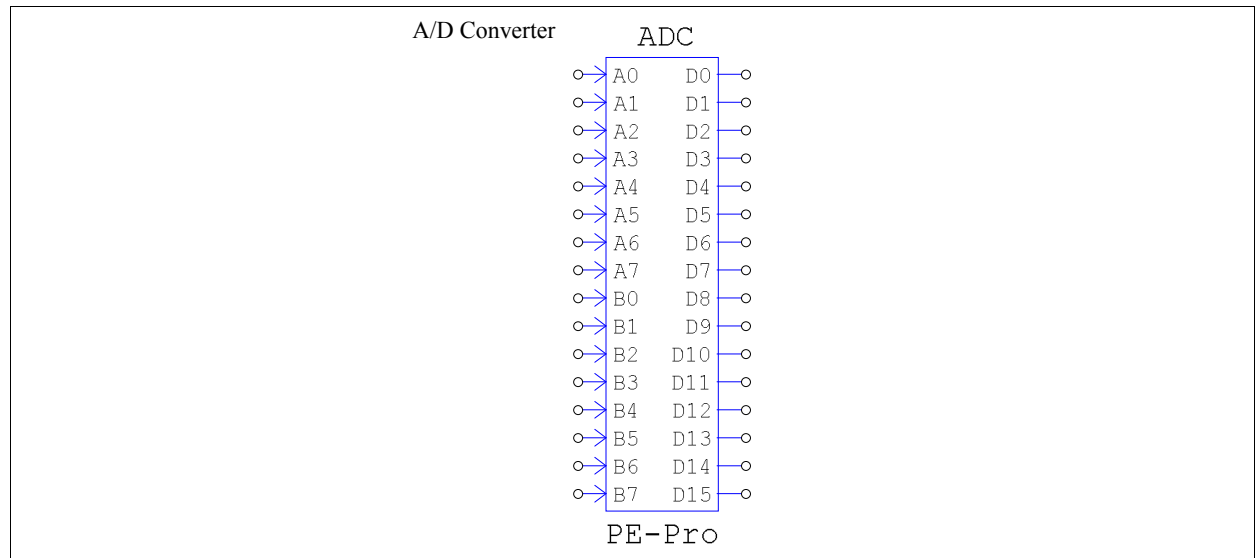 A/D Converter
ADC
A0 D0
A1 D1
A2 D2
A3 D3
A4 D4
A5 D5
A6 D6
A7 D7
B0 D8
B1 D9
B2 D10
B3 D11
B4 D12
B5 D13
B6 D14
B7 D15
PE-Pro